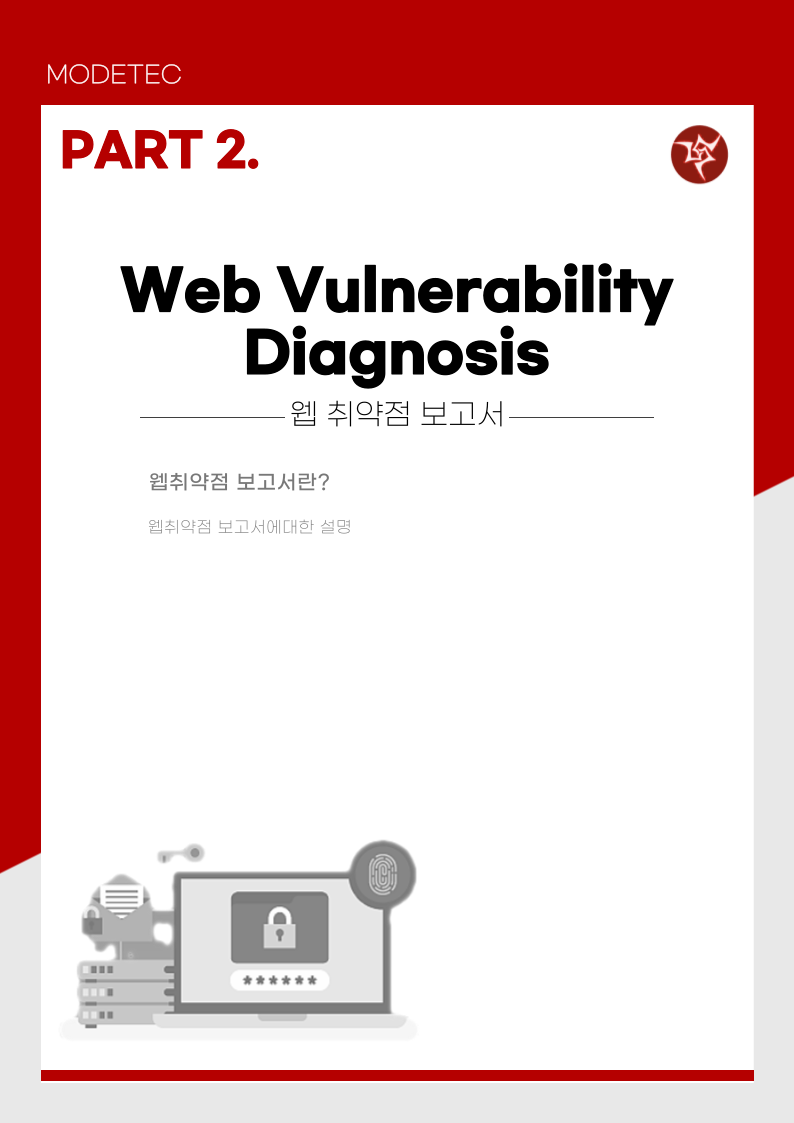 MODETEC
PART 2.
Web Vulnerability
Diagnosis
웹 취약점 보고서
웹취약점 보고서란?
웹취약점 보고서에대한 설명
******